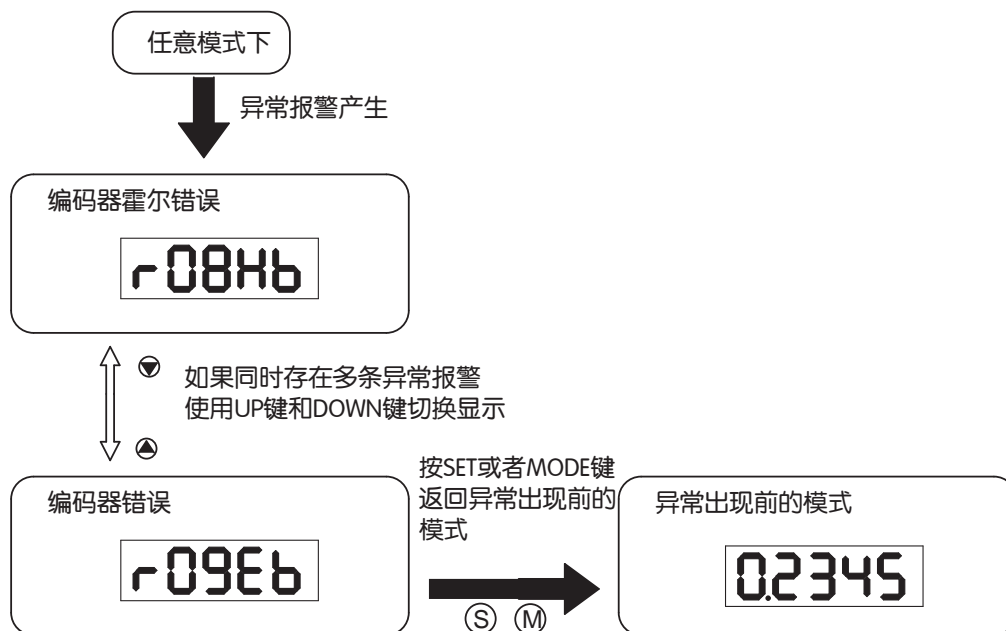 任意模式下
异常报警产生
编码器霍尔错误
r08Hb
如果同时存在多条异常报警
使用UP键和DOWN键切换显示
编码器错误
r09Eb
按SET或者MODE键
返回异常出现前的
模式
S M
异常出现前的模式
0.2345